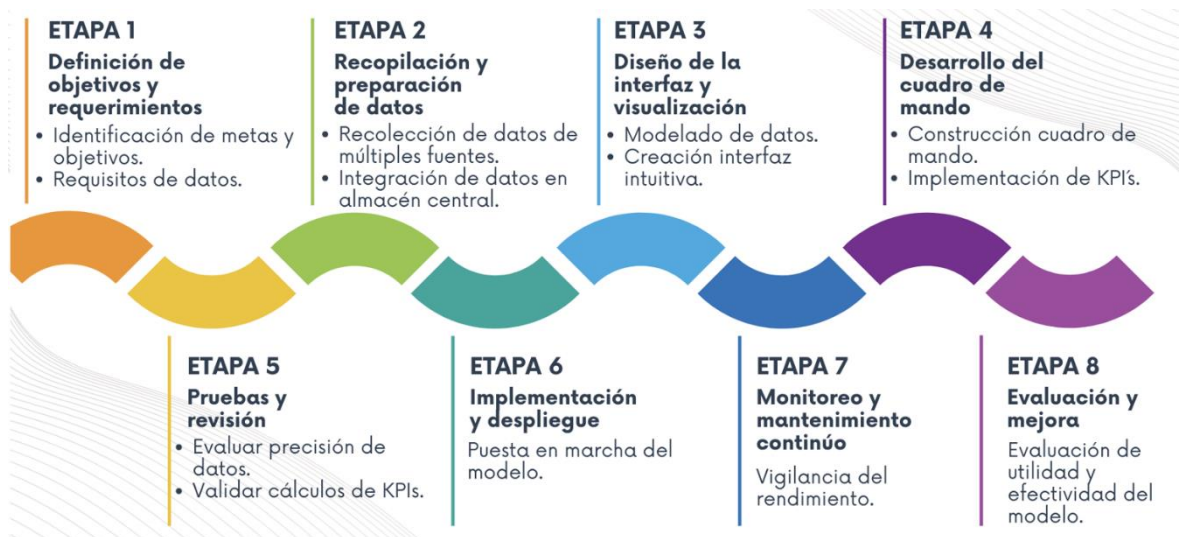 ETAPA 1
Definición de
objetivos y
requerimientos
• Identificación de metas y
objetivos.
• Requisitos de datos.
ETAPA 2
Recopilación y
preparación
de datos
• Recolección de datos de
múltiples fuentes.
• Integración de datos en
almacén central.
ETAPA 3
Diseño de la
interfaz y
visualización
• Modelado de datos.
• Creación interfaz
intuitiva.
ETAPA 4
Desarrollo del
cuadro de
mando
• Construcción cuadro de
mando.
• Implementación de KPI´s.
ETAPA 5
Pruebas y
revisión
• Evaluar precisión de
datos.
• Validar cálculos de KPIs.
ETAPA 6
Implementación
y despliegue
Puesta en marcha del
modelo.
ETAPA 7
Monitoreo y
mantenimiento
continúo
Vigilancia del
rendimiento.
ETAPA 8
Evaluación y
mejora
Evaluación de
utilidad y
efectividad del
modelo.